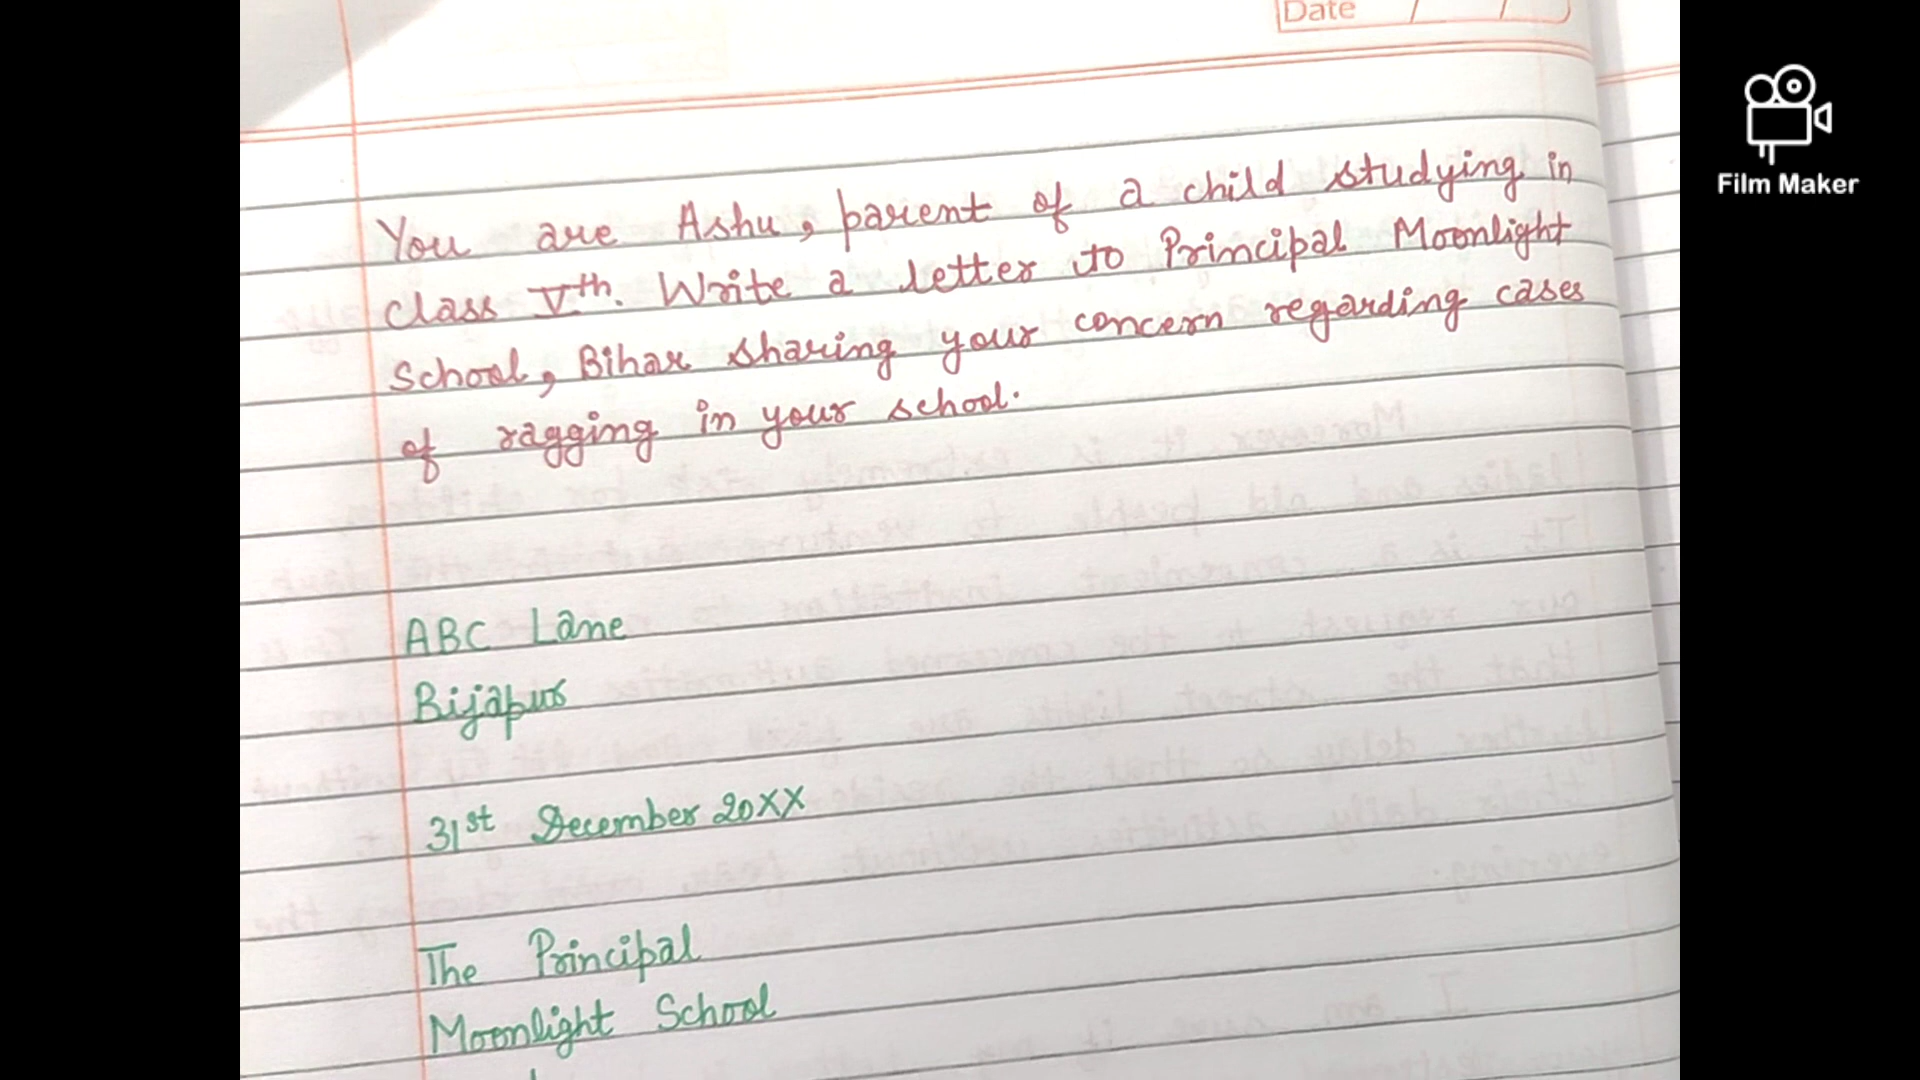 Date / /
Film Maker
You are Ashu, parent of a child studying in
class Vth. Write a letter to Principal Moonlight
School, Bihar sharing your concern regarding cases
of ragging in your school.
ABC Lane
Bijapur
31st December 20XX
The Principal
Moonlight School